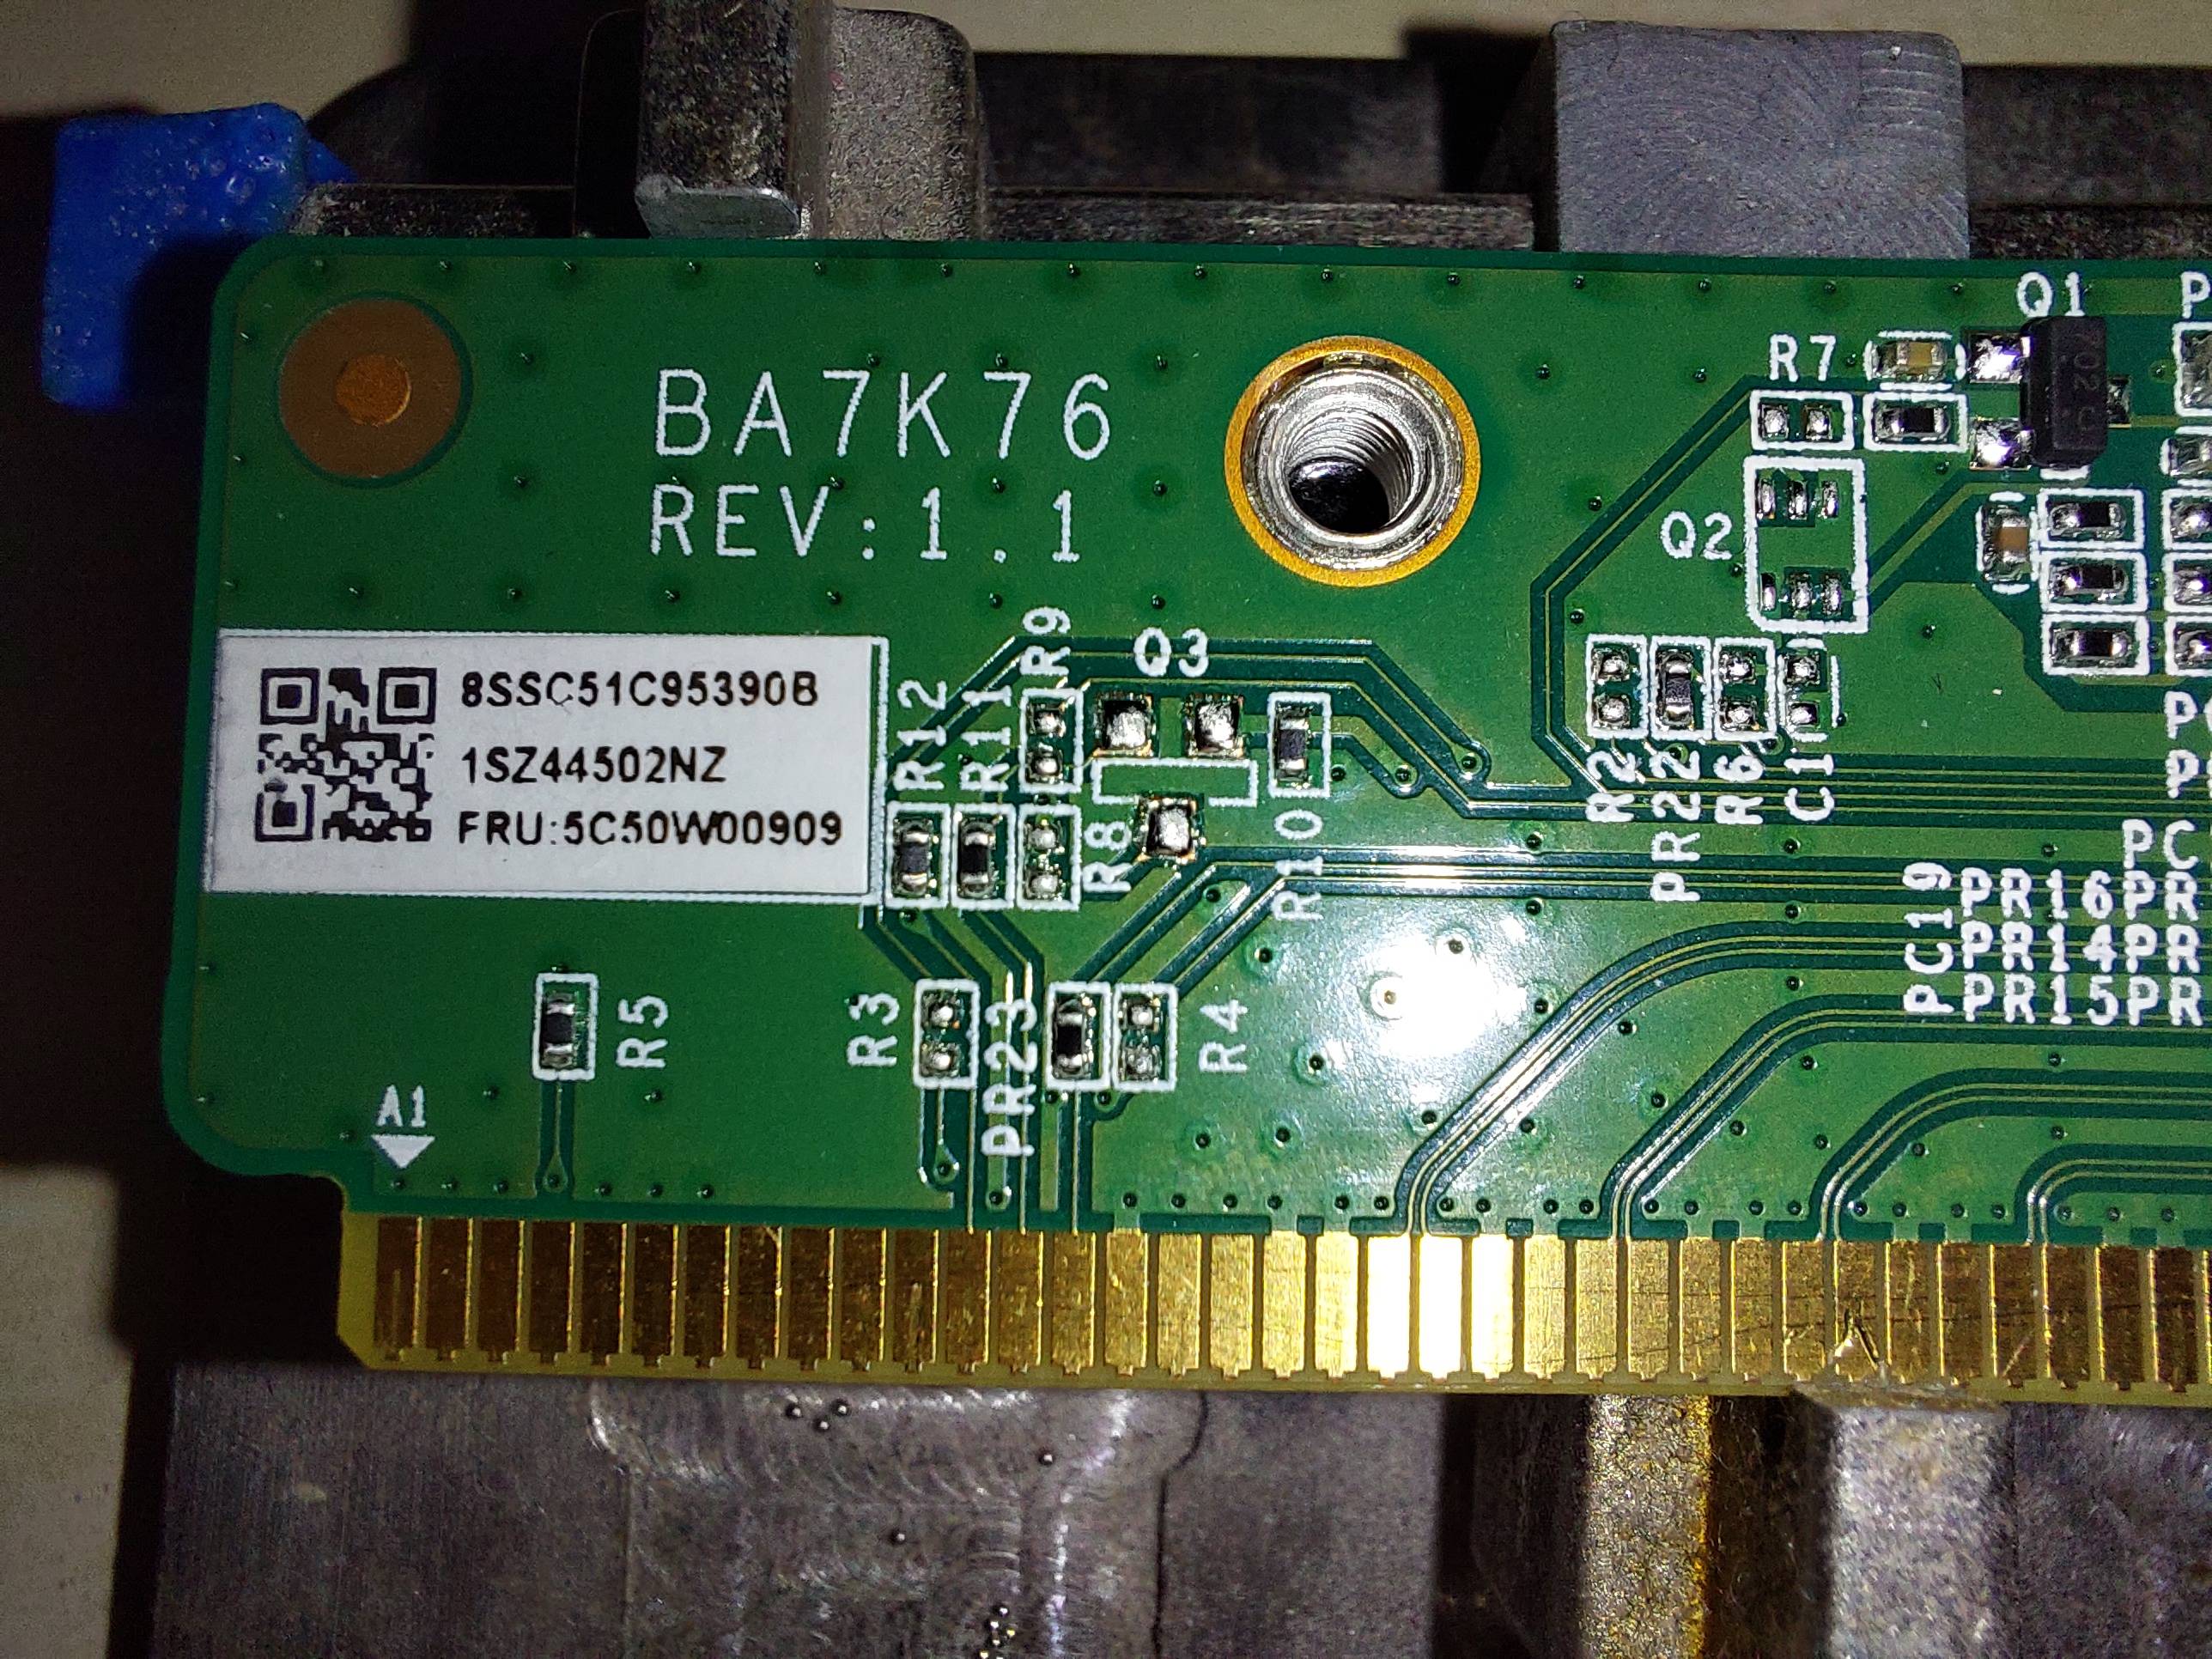 BA7K76
REV:1.1
Q1
P
R7
Q2
8SSC51C95390B
1SZ44502NZ
FRU:5C50W00909
R12
R11
R9
Q3
R8
R10
R2
PR22
R6
C1
PC
PC19
PR16PR
PR14PR
PR15PR
R5
R3
PR23
R4
A1